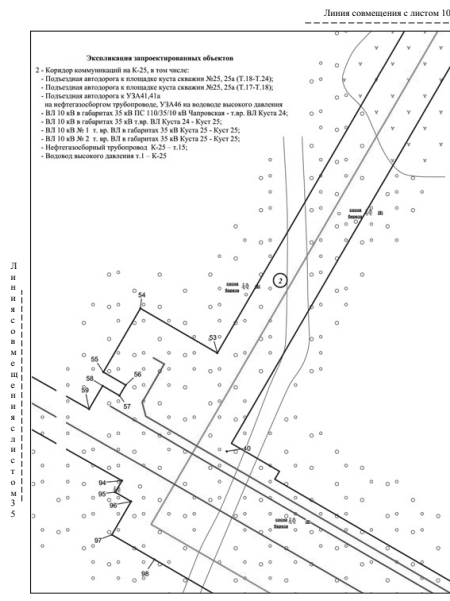 Линия совмещения с листом 10
Экспликация запроектированных объектов
2 - Коридор коммуникаций на К-25, в том числе:
- Подъездная автодорога к площадке куста скважин №25, 25а (Т.18-Т.24);
- Подъездная автодорога к площадке куста скважин №25, 25а (Т.17-Т.18);
- Подъездная автодорога к УЗА41,41а
на нефтегазосборном трубопроводе, УЗА46 на водоводе высокого давления
- ВЛ 10 кВ в габаритах 35 кВ ПС 110/35/10 кВ Чапровская - т.вр. ВЛ Куста 24;
- ВЛ 10 кВ в габаритах 35 кВ т.вр. ВЛ Куста 24 - Куст 25;
- ВЛ 10 кВ № 1 т. вр. ВЛ в габаритах 35 кВ Куста 25 - Куст 25;
- ВЛ 10 кВ № 2 т. вр. ВЛ в габаритах 35 кВ Куста 25 - Куст 25;
- Нефтегазосборный трубопровод К-25 – т.15;
- Водовод высокого давления т.1 – К-25
2
54
53
55
58
56
59
57
40
94
95
96
97
98
Линия совмещения с листом 35